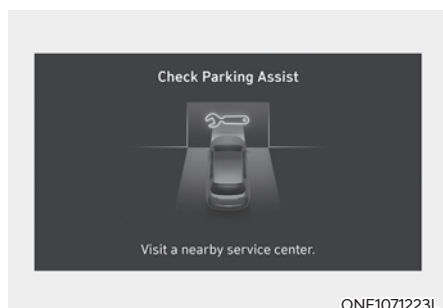 Check Parking Assist
Visit a nearby service center.
ONE1071223L